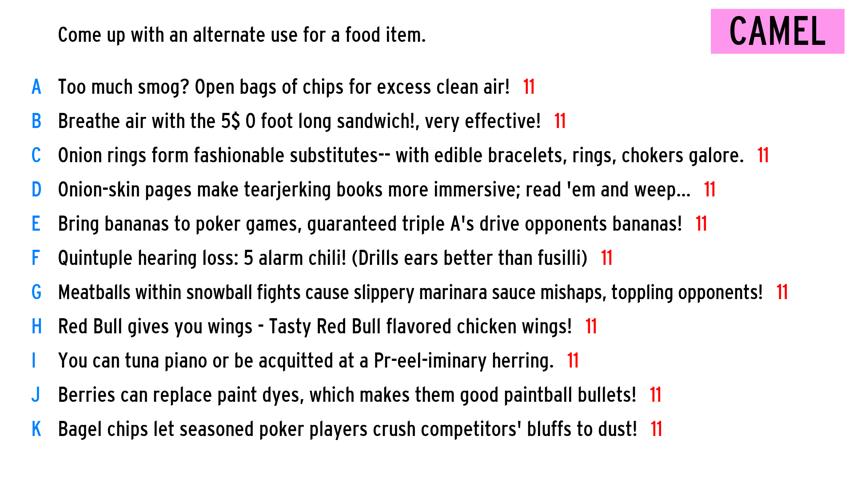 Come up with an alternate use for a food item.
CAMEL
A Too much smog? Open bags of chips for excess clean air! 11
B Breathe air with the 5$ O foot long sandwich!, very effective! 11
C Onion rings form fashionable substitutes-- with edible bracelets, rings, chokers galore. 11
D Onion-skin pages make tearjerking books more immersive; read 'em and weep... 11
E Bring bananas to poker games, guaranteed triple A's drive opponents bananas! 11
F Quintuple hearing loss: 5 alarm chili! (Drills ears better than fusilli) 11
G Meatballs within snowball fights cause slippery marinara sauce mishaps, toppling opponents! 11
H Red Bull gives you wings - Tasty Red Bull flavored chicken wings! 11
I You can tuna piano or be acquitted at a Pr-eel-iminary herring. 11
J Berries can replace paint dyes, which makes them good paintball bullets! 11
K Bagel chips let seasoned poker players crush competitors' bluffs to dust! 11